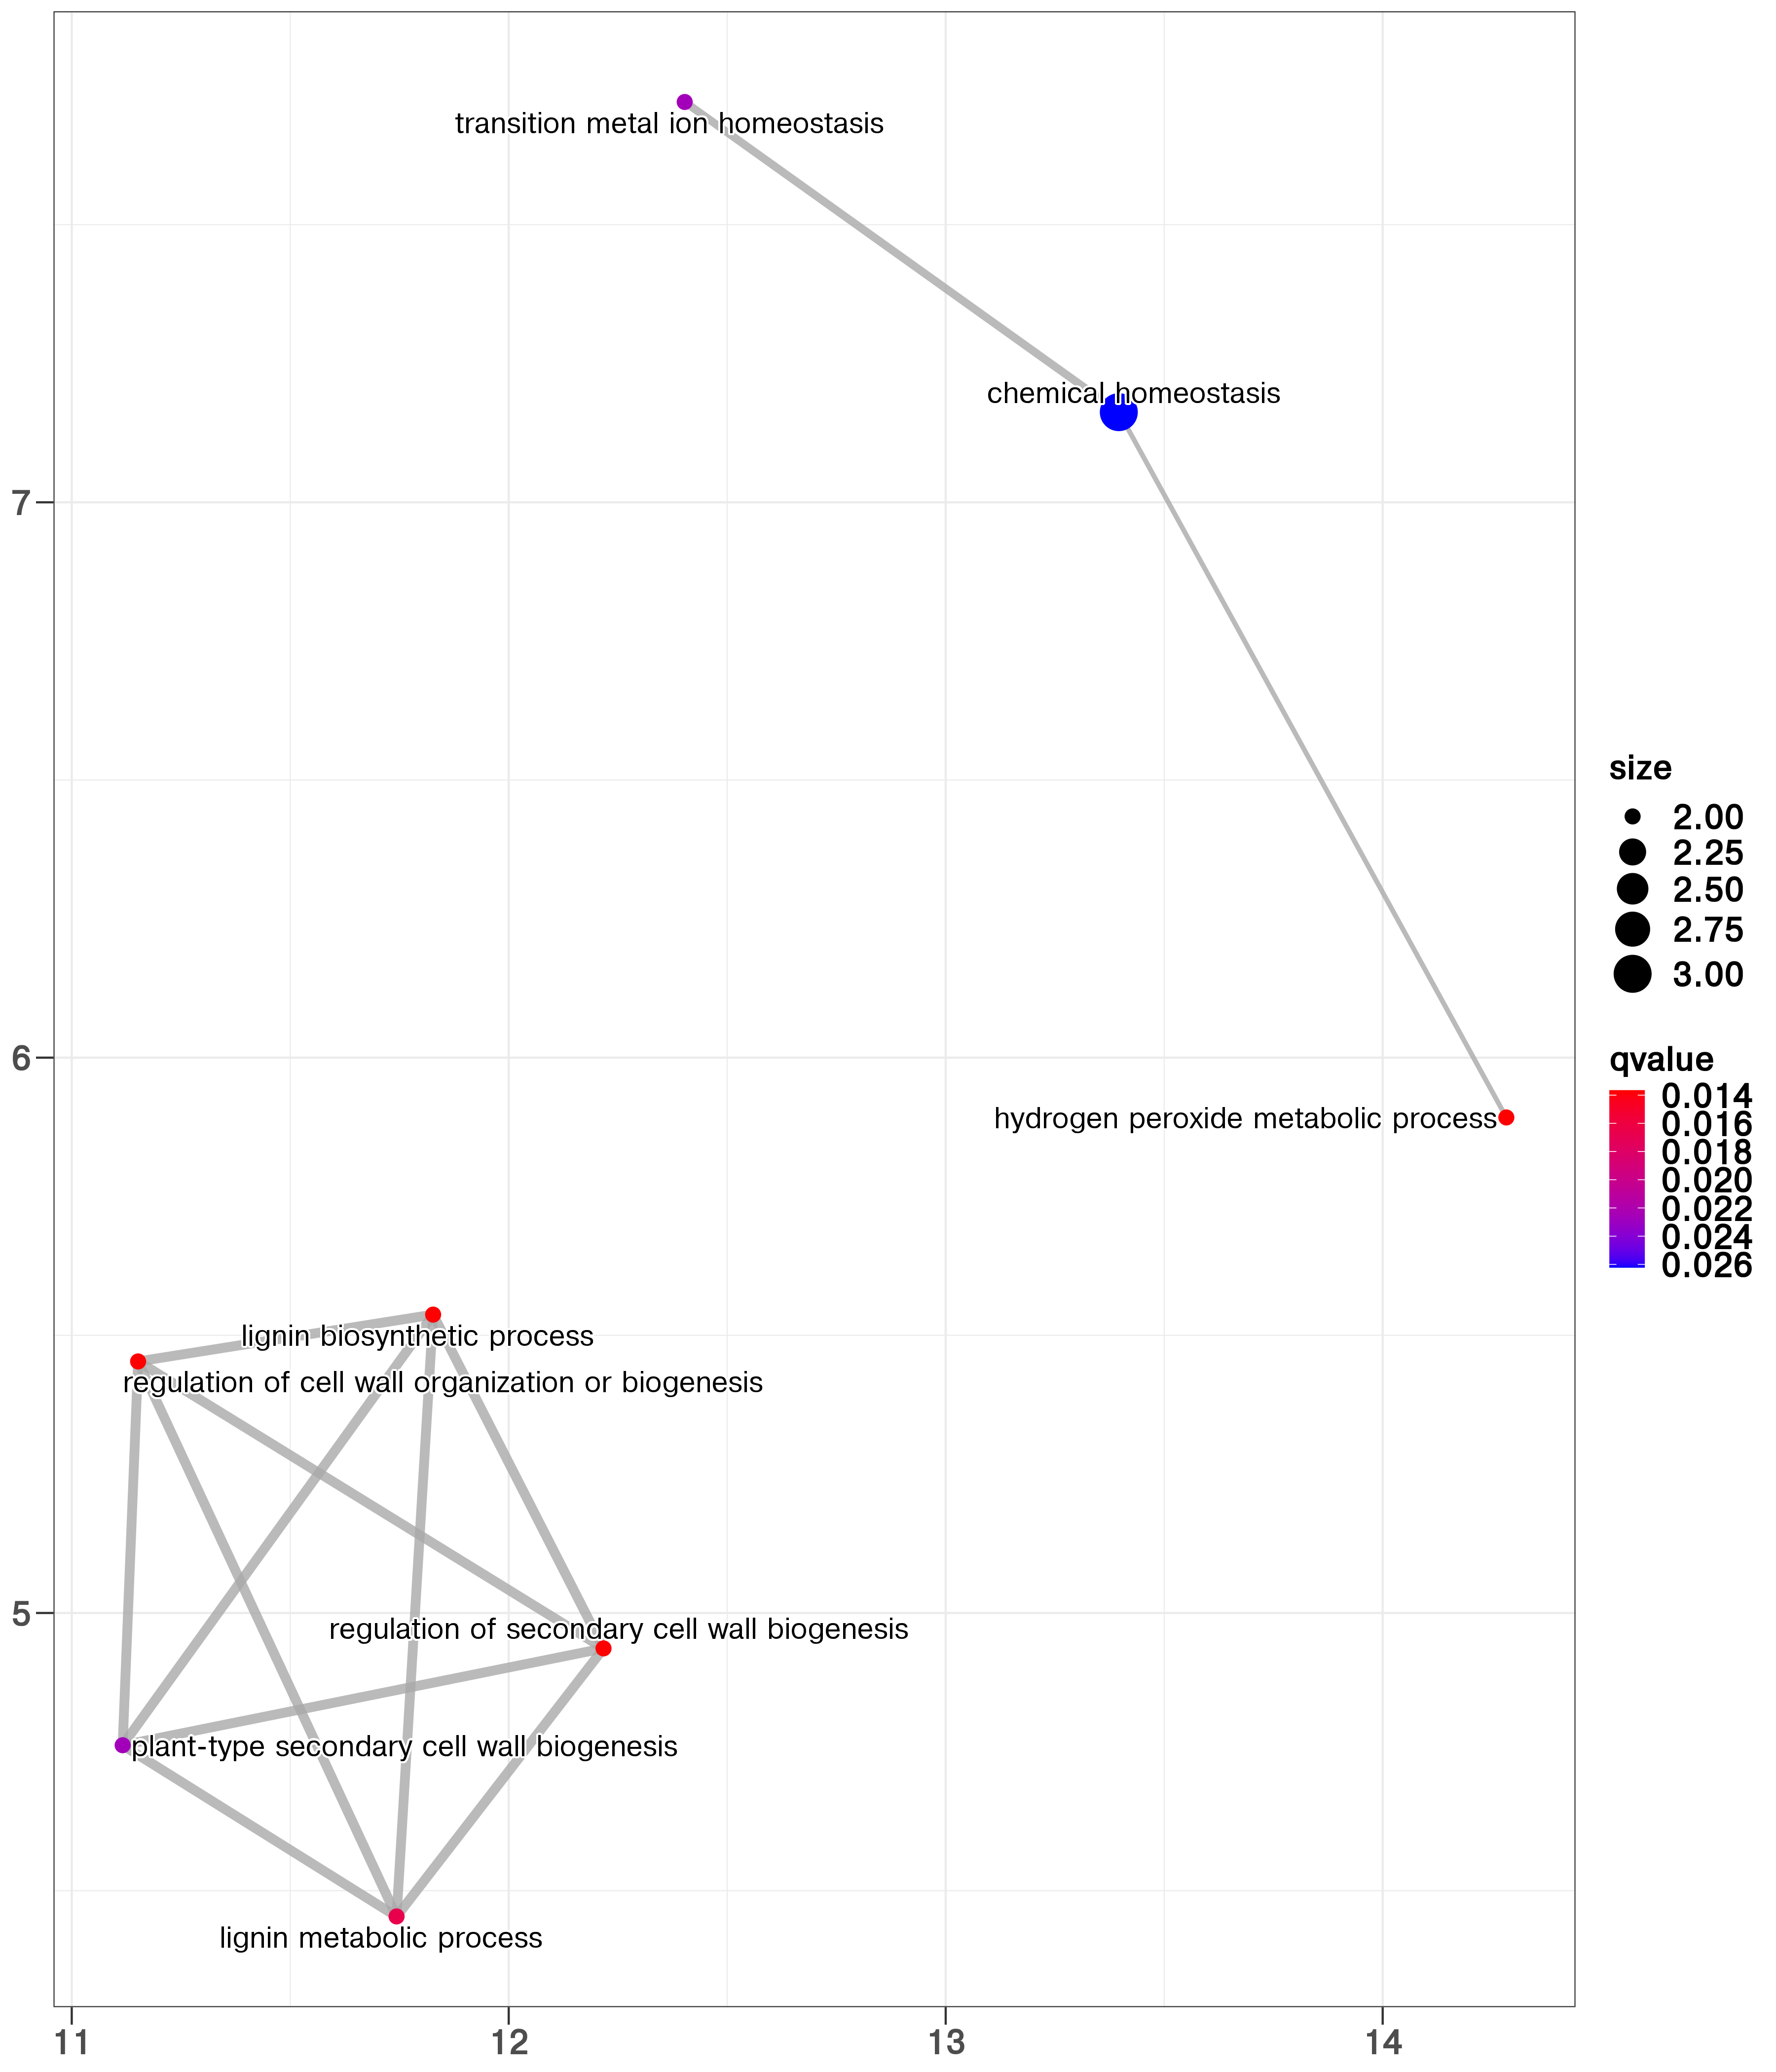 transition metal ion homeostasis
chemical homeostasis
7
size
2.00
2.25
2.50
2.75
3.00
6
qvalue
0.014
0.016
0.018
0.020
0.022
0.024
0.026
hydrogen peroxide metabolic process
lignin biosynthetic process
regulation of cell wall organization or biogenesis
5
regulation of secondary cell wall biogenesis
plant-type secondary cell wall biogenesis
lignin metabolic process
11
12
13
14